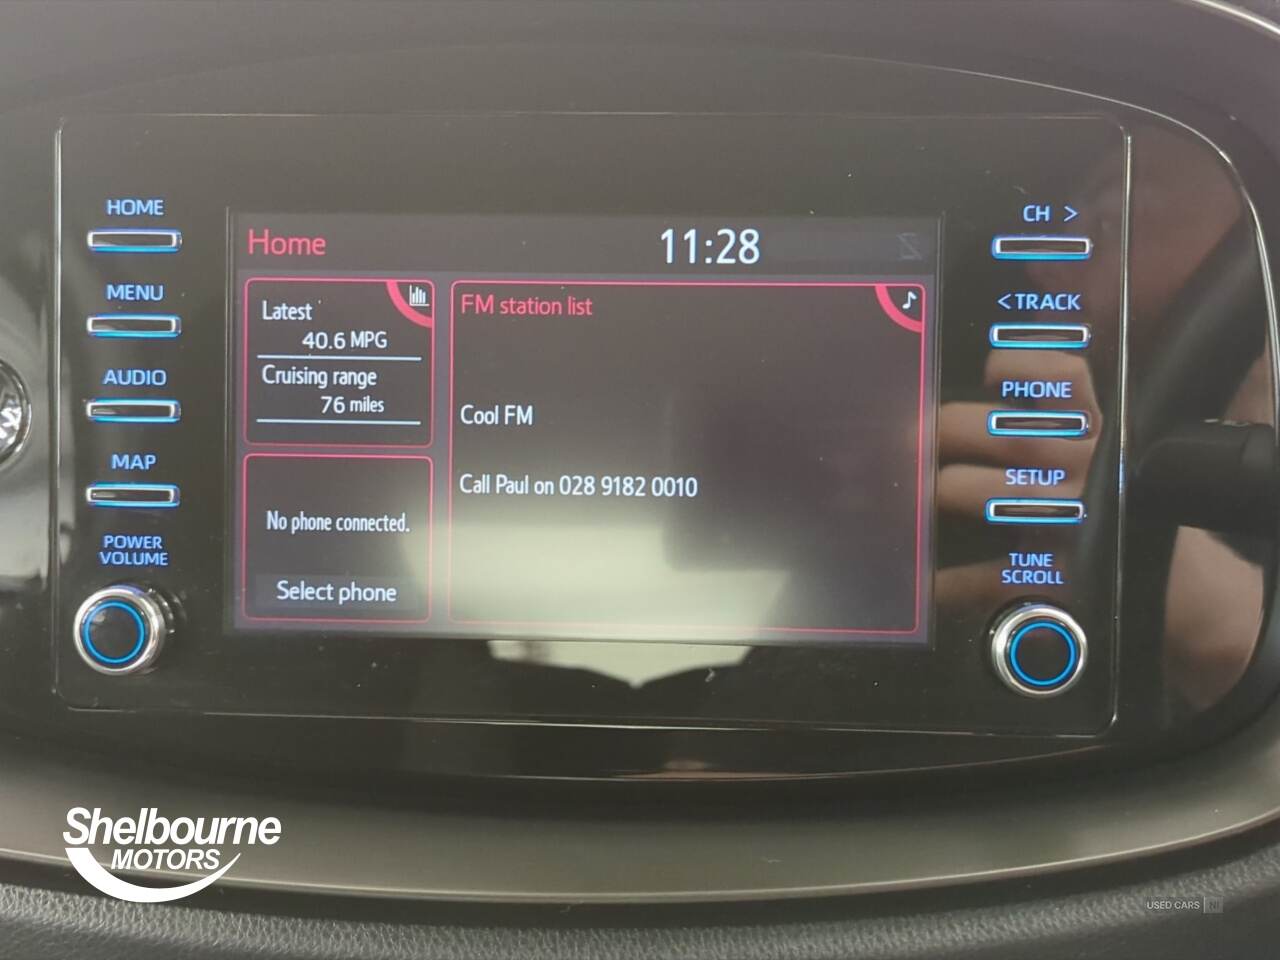 HOME
MENU
AUDIO
MAP
POWER
VOLUME
Home
11:28
Latest
40.6 MPG
Cruising range
76 miles
No phone connected.
Select phone
FM station list
Cool FM
Call Paul on 028 9182 0010
CH >
<TRACK
PHONE
SETUP
TUNE
SCROLL
Shelbourne
MOTORS
USED CARS NI